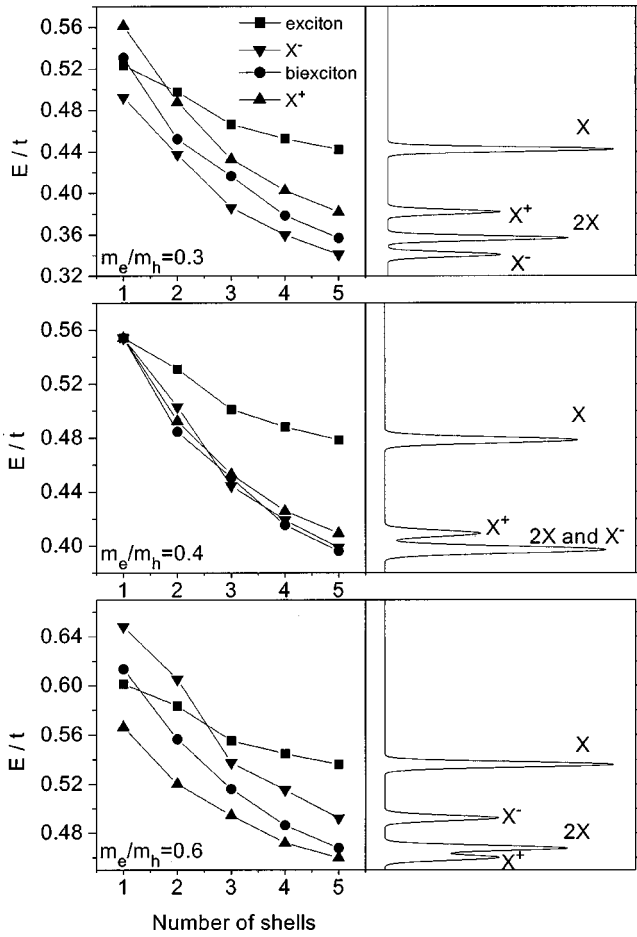 0.56
0.52
0.48
0.44
0.40
0.36
0.32
E / t
exciton
X⁻
biexciton
X⁺
m_e/m_h=0.3
1 2 3 4 5
X
X⁺
2X
X⁻
0.56
0.52
0.48
0.44
0.40
E / t
m_e/m_h=0.4
1 2 3 4 5
X
X⁺
2X and X⁻
0.64
0.60
0.56
0.52
0.48
E / t
m_e/m_h=0.6
1 2 3 4 5
Number of shells
X
X⁻
2X
X⁺